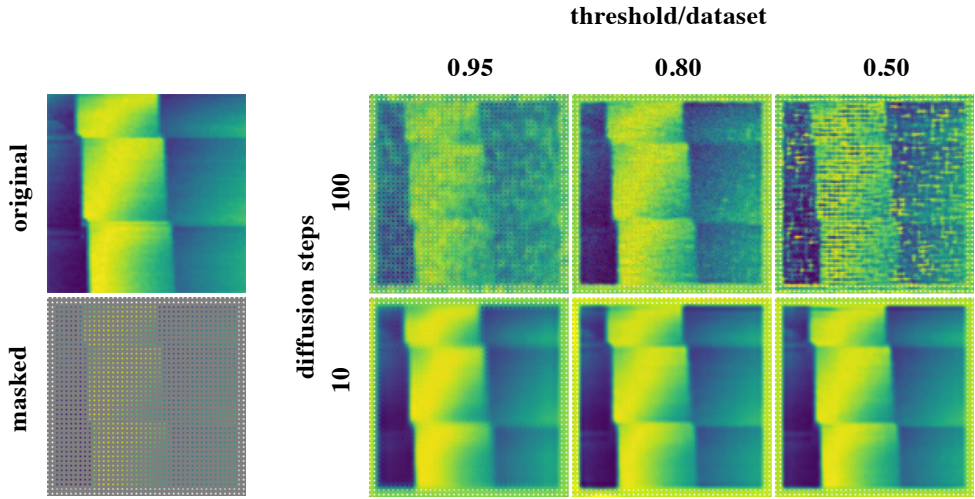 threshold/dataset
0.95 0.80 0.50
original
masked
diffusion steps
100
10